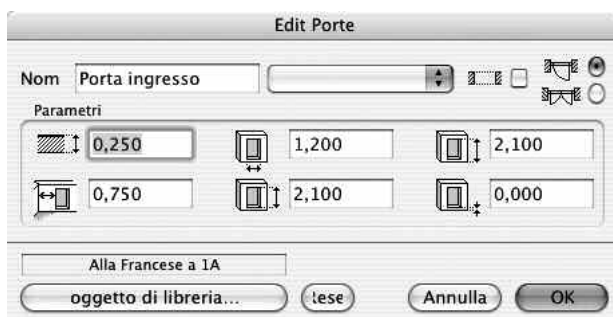 Edit Porte
Nom Porta ingresso
Parametri
0,250 1,200 2,100
0,750 2,100 0,000
Alla Francese a 1A
oggetto di libreria... Annulla OK